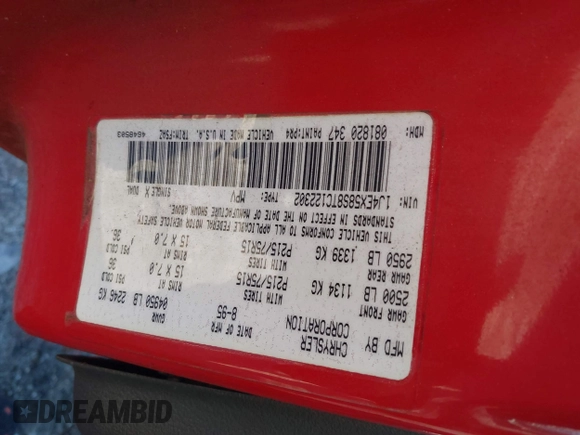 MFD BY CHRYSLER CORPORATION
DATE OF MFR 8-95
GVWR 04950 LB 2245 KG
GAWR FRONT 2500 LB 1134 KG
WITH TIRES P215/75R15
RIMS AT 15 X 7.0
PSI COLD 36
GAWR REAR 2950 LB 1339 KG
WITH TIRES P215/75R15
RIMS AT 15 X 7.0
PSI COLD 36
THIS VEHICLE CONFORMS TO ALL APPLICABLE FEDERAL MOTOR VEHICLE SAFETY
STANDARDS IN EFFECT ON THE DATE OF MANUFACTURE SHOWN ABOVE.
VIN: 1J4EX58S8TC122302 TYPE: MPV SINGLE X DUAL
MDH: 081820 347 PAINT:PR4 VEHICLE MADE IN U.S.A. TRIM:F5AZ 4648503
DREAMBID